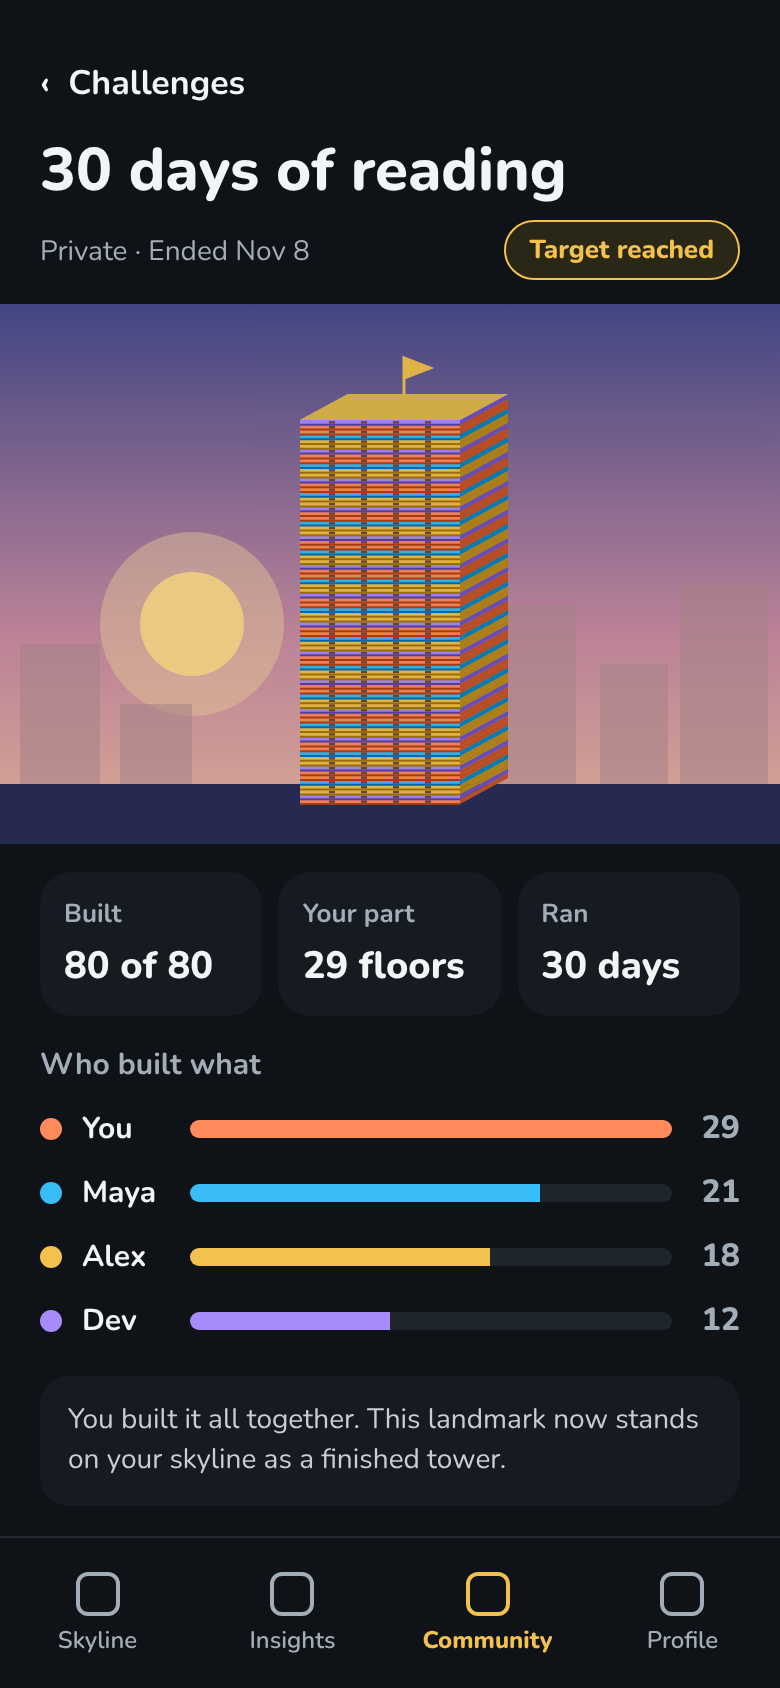 ‹ Challenges
30 days of reading
Private · Ended Nov 8
Target reached
Built
80 of 80
Your part
29 floors
Ran
30 days
Who built what
You 29
Maya 21
Alex 18
Dev 12
You built it all together. This landmark now stands
on your skyline as a finished tower.
Skyline
Insights
Community
Profile